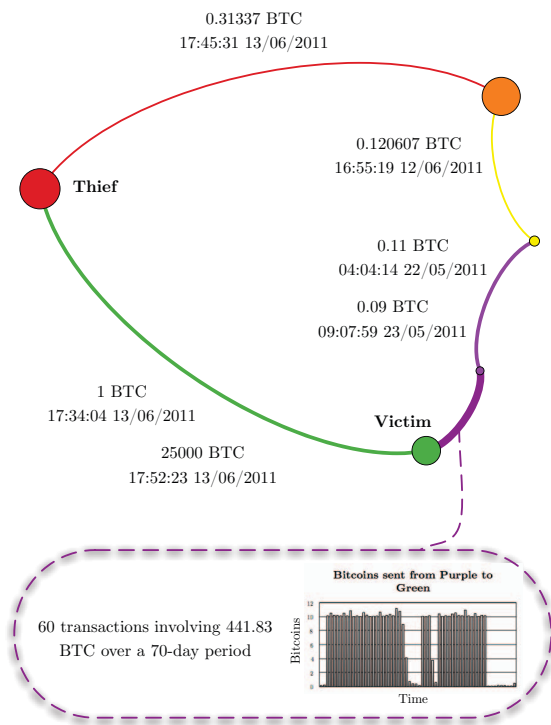 0.31337 BTC
17:45:31 13/06/2011
0.120607 BTC
16:55:19 12/06/2011
Thief
0.11 BTC
04:04:14 22/05/2011
0.09 BTC
09:07:59 23/05/2011
1 BTC
17:34:04 13/06/2011
Victim
25000 BTC
17:52:23 13/06/2011
60 transactions involving 441.83
BTC over a 70-day period
Bitcoins sent from Purple to
Green
Bitcoins
12
10
8
6
4
2
0
Time